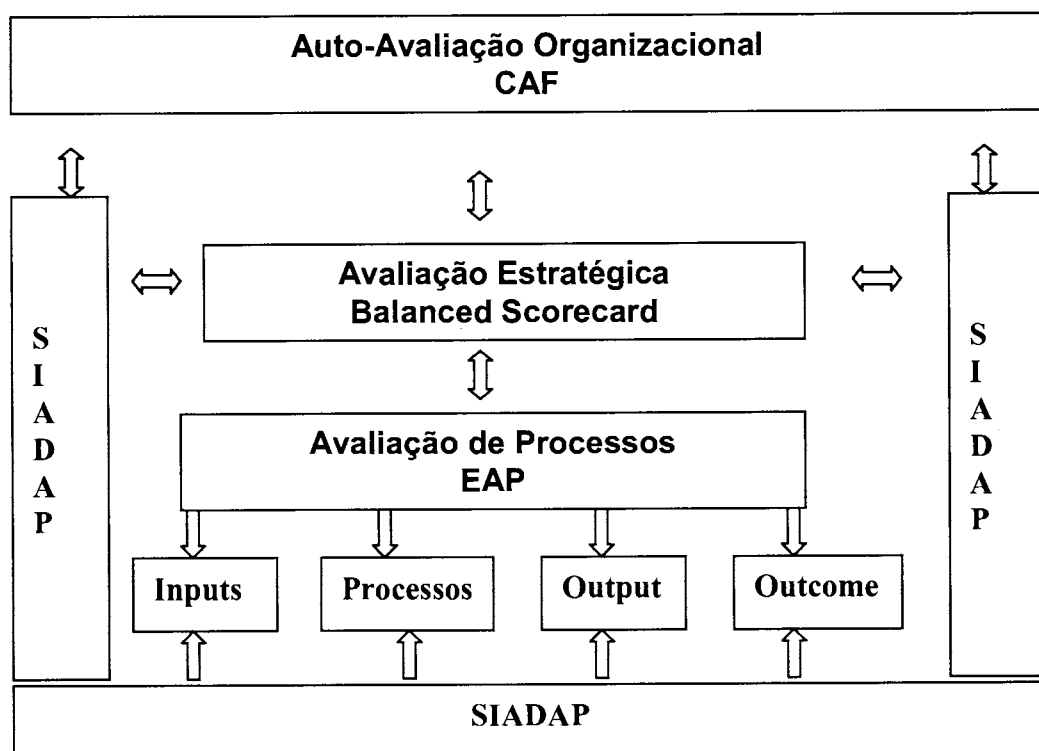 Auto-Avaliação Organizacional
CAF
Avaliação Estratégica
Balanced Scorecard
S
I
A
D
A
P
S
I
A
D
A
P
Avaliação de Processos
EAP
Inputs
Processos
Output
Outcome
SIADAP